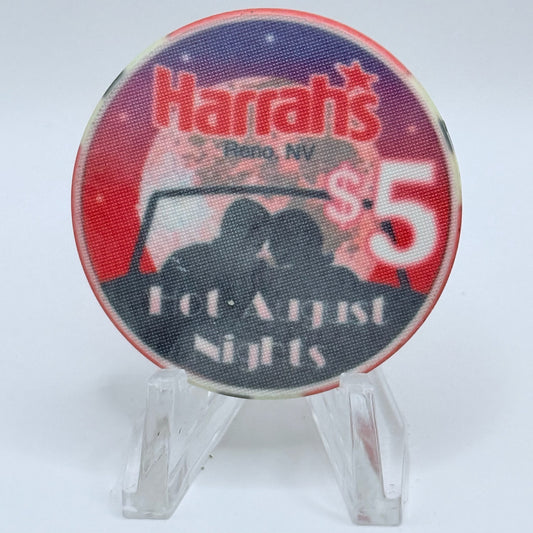 Harrah's
Reno, NV
$5
Hot August
Nights